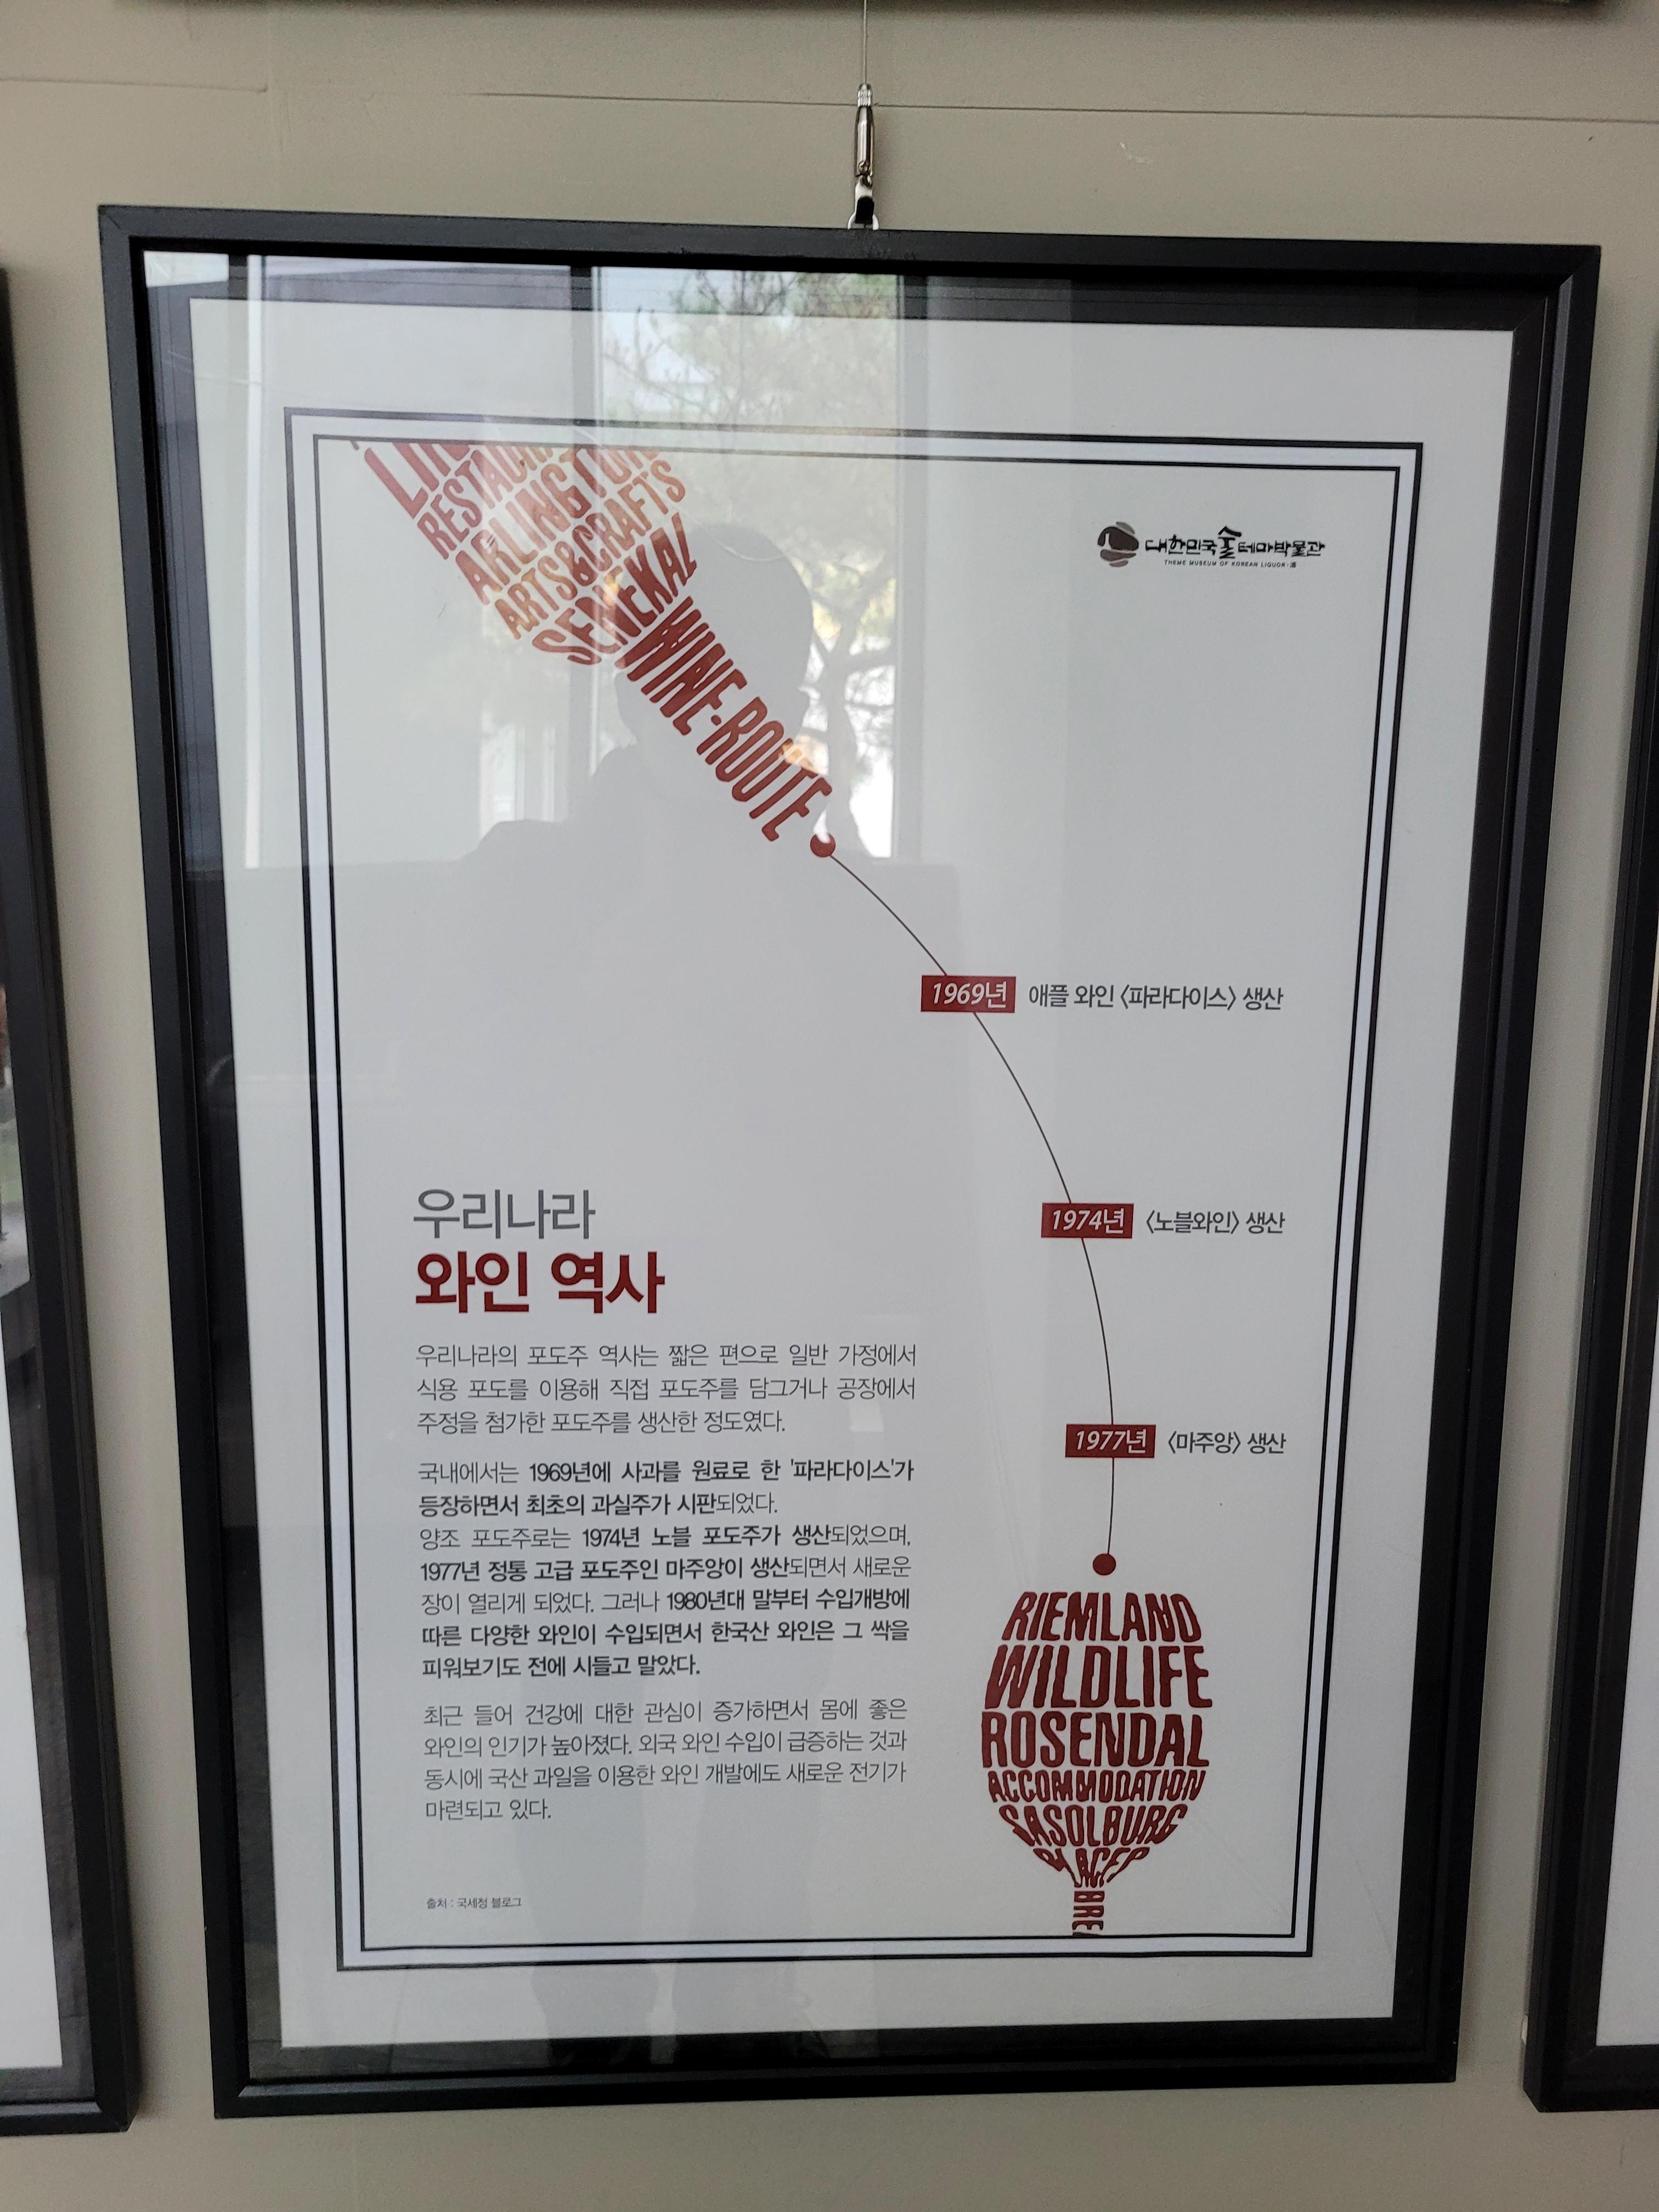 RESTAURANT
ARLINGTON
ARTS&CRAFTS
SENEKAL
WINE-ROUTE
대한민국술테마박물관
THEME MUSEUM OF KOREAN LIQUOR·酒
1969년 애플 와인 <파라다이스> 생산
1974년 <노블와인> 생산
1977년 <마주앙> 생산
우리나라
와인 역사
우리나라의 포도주 역사는 짧은 편으로 일반 가정에서
식용 포도를 이용해 직접 포도주를 담그거나 공장에서
주정을 첨가한 포도주를 생산한 정도였다.
국내에서는 1969년에 사과를 원료로 한 '파라다이스'가
등장하면서 최초의 과실주가 시판되었다.
양조 포도주로는 1974년 노블 포도주가 생산되었으며,
1977년 정통 고급 포도주인 마주앙이 생산되면서 새로운
장이 열리게 되었다. 그러나 1980년대 말부터 수입개방에
따른 다양한 와인이 수입되면서 한국산 와인은 그 싹을
피워보기도 전에 시들고 말았다.
최근 들어 건강에 대한 관심이 증가하면서 몸에 좋은
와인의 인기가 높아졌다. 외국 와인 수입이 급증하는 것과
동시에 국산 과일을 이용한 와인 개발에도 새로운 전기가
마련되고 있다.
출처 : 국세청 블로그
RIEMLAND
WILDLIFE
ROSENDAL
ACCOMMODATION
SASOLBURG
PLACES
BRE